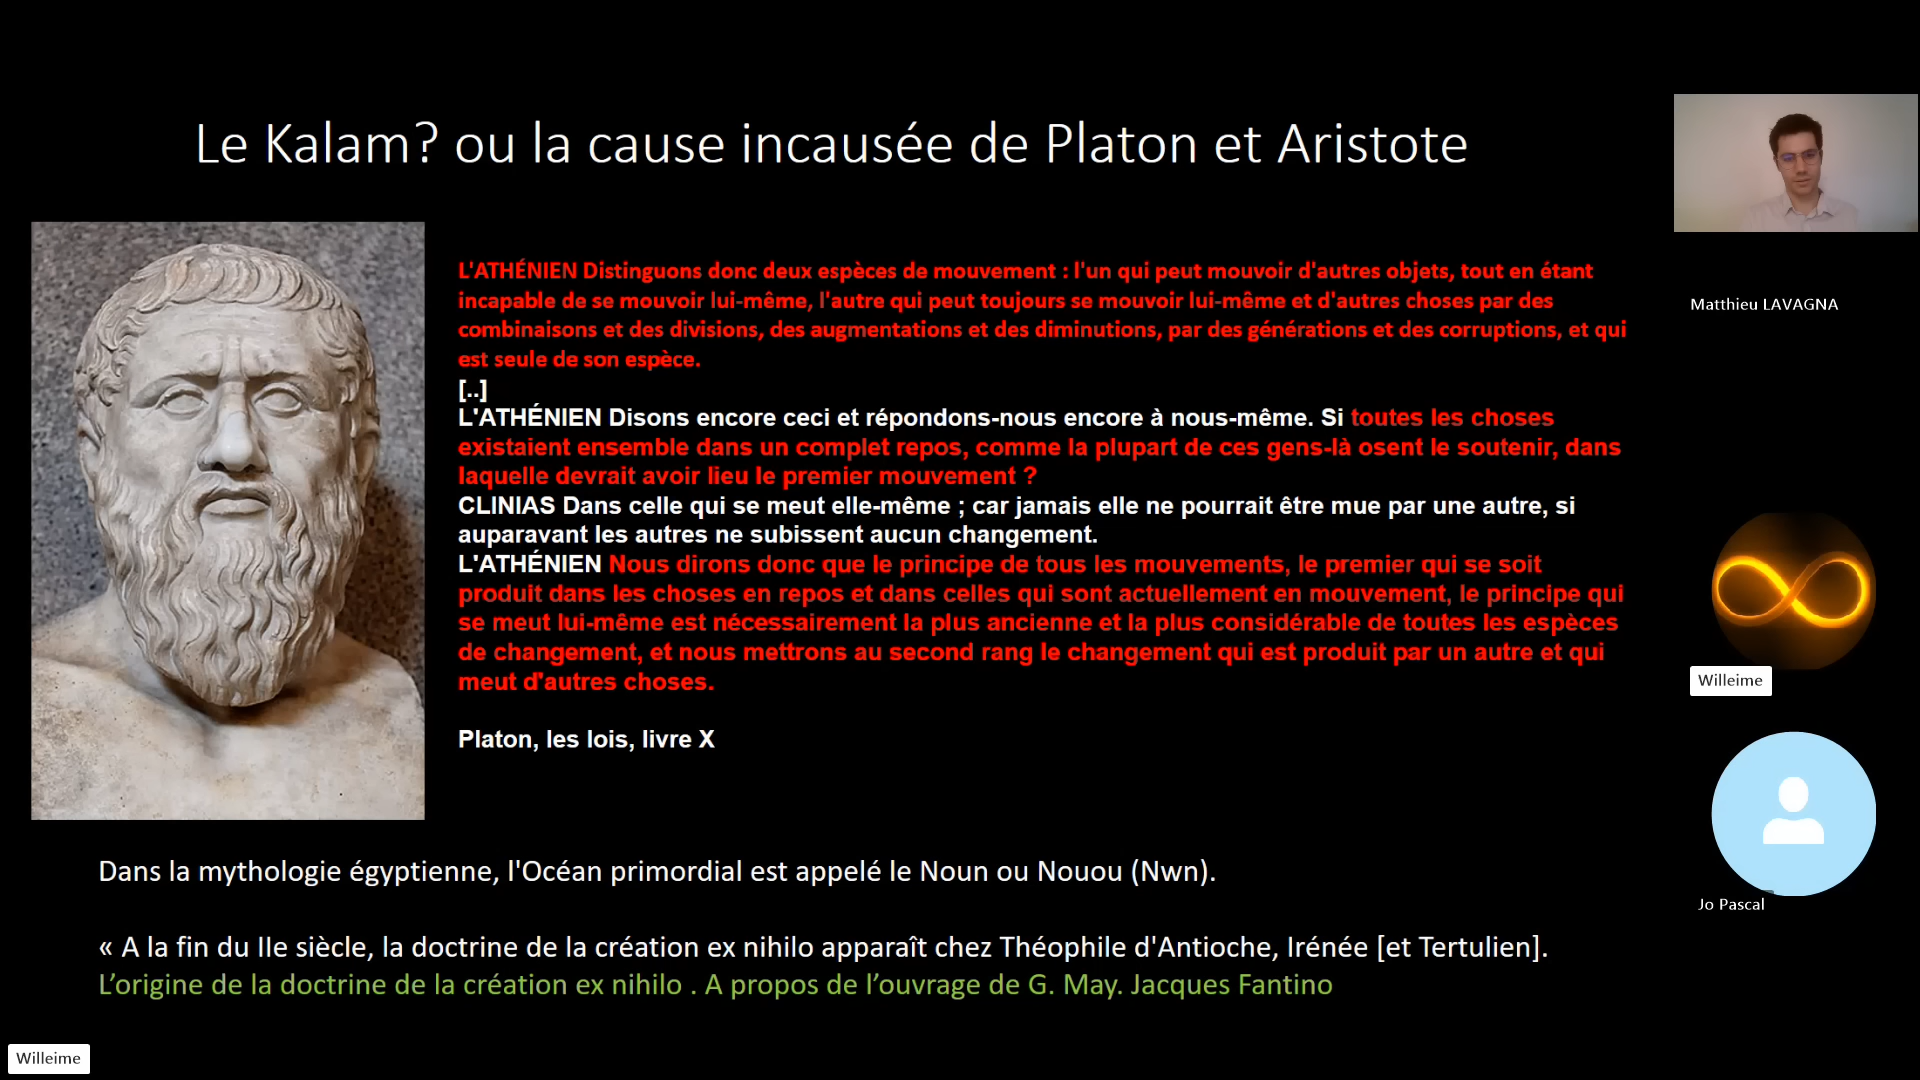 Le Kalam? ou la cause incausée de Platon et Aristote
L'ATHÉNIEN Distinguons donc deux espèces de mouvement : l'un qui peut mouvoir d'autres objets, tout en étant
incapable de se mouvoir lui-même, l'autre qui peut toujours se mouvoir lui-même et d'autres choses par des
combinaisons et des divisions, des augmentations et des diminutions, par des générations et des corruptions, et qui
est seule de son espèce.
[..]
L'ATHÉNIEN Disons encore ceci et répondons-nous encore à nous-même. Si toutes les choses
existaient ensemble dans un complet repos, comme la plupart de ces gens-là osent le soutenir, dans
laquelle devrait avoir lieu le premier mouvement ?
CLINIAS Dans celle qui se meut elle-même ; car jamais elle ne pourrait être mue par une autre, si
auparavant les autres ne subissent aucun changement.
L'ATHÉNIEN Nous dirons donc que le principe de tous les mouvements, le premier qui se soit
produit dans les choses en repos et dans celles qui sont actuellement en mouvement, le principe qui
se meut lui-même est nécessairement la plus ancienne et la plus considérable de toutes les espèces
de changement, et nous mettrons au second rang le changement qui est produit par un autre et qui
meut d'autres choses.
Platon, les lois, livre X
Dans la mythologie égyptienne, l'Océan primordial est appelé le Noun ou Nouou (Nwn).
« A la fin du IIe siècle, la doctrine de la création ex nihilo apparaît chez Théophile d'Antioche, Irénée [et Tertulien].
L’origine de la doctrine de la création ex nihilo . A propos de l’ouvrage de G. May. Jacques Fantino
Matthieu LAVAGNA
Willeime
Jo Pascal
Willeime